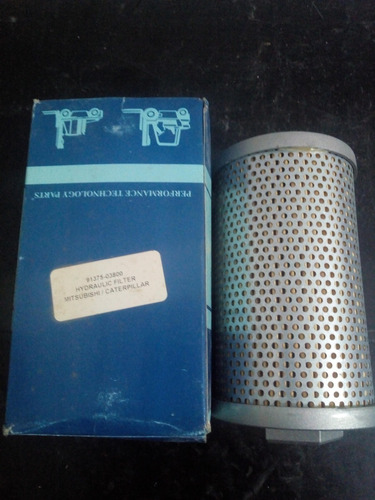 PERFORMANCE TECHNOLOGY PARTS
91375-03800
HYDRAULIC FILTER
MITSUBISHI / CATERPILLAR